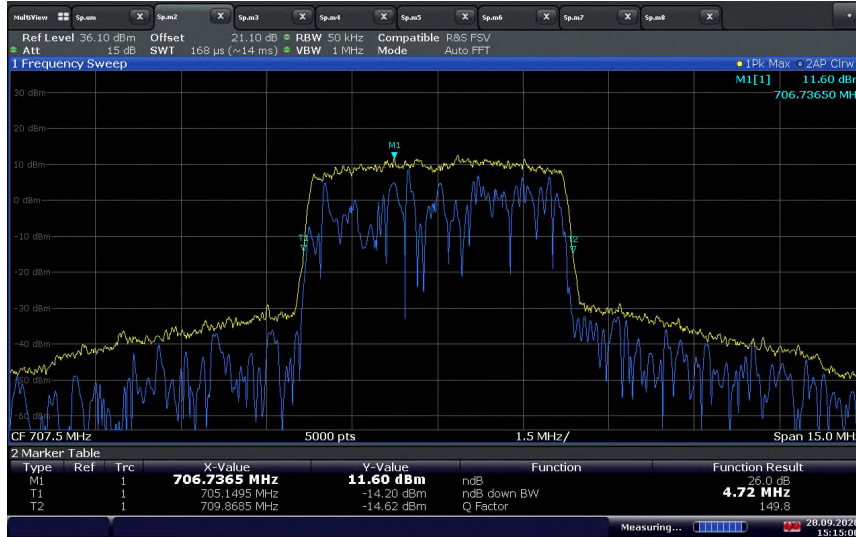 MultiView Sp.um X Sp.m2 X Sp.m3 X Sp.m4 X Sp.m5 X Sp.m6 X Sp.m7 X Sp.m8 X
Ref Level 36.10 dBm Offset 21.10 dB RBW 50 kHz Compatible R&S FSV
Att 15 dB SWT 168 µs (~14 ms) VBW 1 MHz Mode Auto FFT
1 Frequency Sweep 1Pk Max 2AP Clrw
M1[1] 11.60 dBm
706.73650 MH
30 dBm
20 dBm
M1
10 dBm
0 dBm
-10 dBm
T1 T2
-20 dBm
-30 dBm
-40 dBm
-50 dBm
-60 dBm
CF 707.5 MHz 5000 pts 1.5 MHz/ Span 15.0 MH
2 Marker Table
Type Ref Trc X-Value Y-Value Function Function Result
M1 1 706.7365 MHz 11.60 dBm ndB 26.0 dB
T1 1 705.1495 MHz -14.20 dBm ndB down BW 4.72 MHz
T2 1 709.8685 MHz -14.62 dBm Q Factor 149.8
Measuring... 28.09.2020
15:15:00